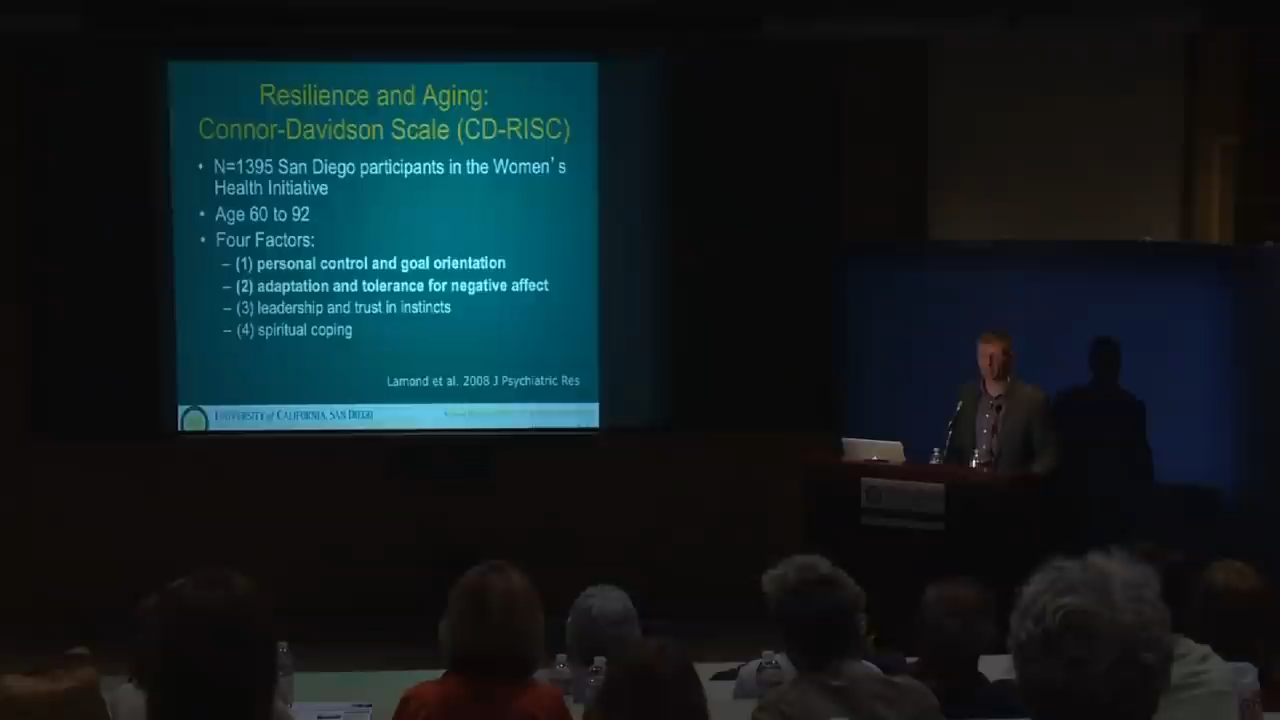 Resilience and Aging:
Connor-Davidson Scale (CD-RISC)
• N=1395 San Diego participants in the Women's
Health Initiative
• Age 60 to 92
• Four Factors:
– (1) personal control and goal orientation
– (2) adaptation and tolerance for negative affect
– (3) leadership and trust in instincts
– (4) spiritual coping
Lamond et al. 2008 J Psychiatric Res
UNIVERSITY of CALIFORNIA, SAN DIEGO